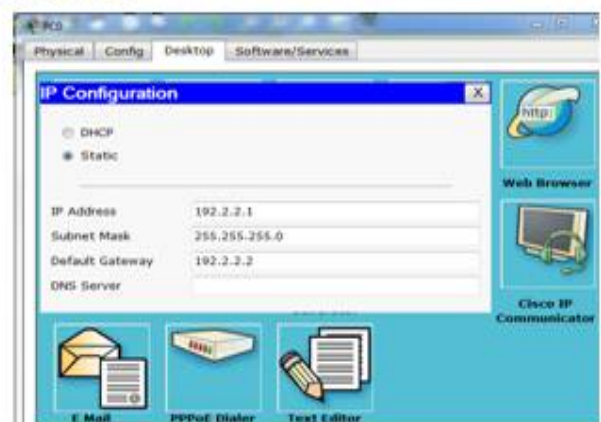 PC0
Physical Config Desktop Software/Services
IP Configuration X
DHCP
Static
IP Address 192.2.2.1
Subnet Mask 255.255.255.0
Default Gateway 192.2.2.2
DNS Server
http:
Web Browser
Cisco IP
Communicator
E Mail
PPPoE Dialer
Text Editor